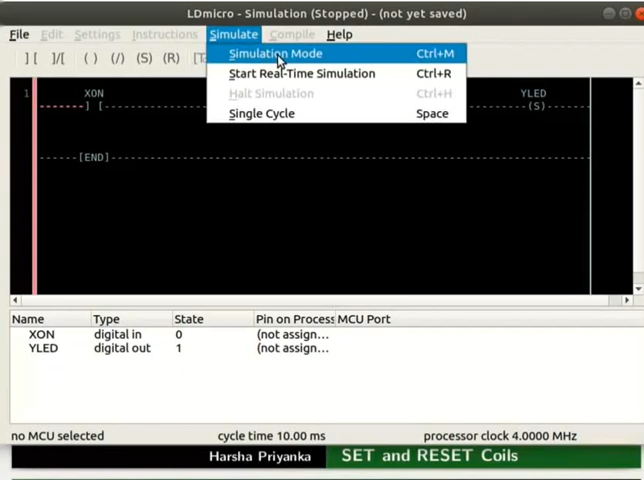 LDmicro - Simulation (Stopped) - (not yet saved)
File Edit Settings Instructions Simulate Compile Help
] [ ]/[ ( ) (/) (S) (R)
Simulation Mode Ctrl+M
Start Real-Time Simulation Ctrl+R
Halt Simulation Ctrl+H
Single Cycle Space
1 XON YLED
------] [ (S)
------[END]
Name Type State Pin on Process MCU Port
XON digital in 0 (not assign...
YLED digital out 1 (not assign...
no MCU selected cycle time 10.00 ms processor clock 4.0000 MHz
Harsha Priyanka SET and RESET Coils